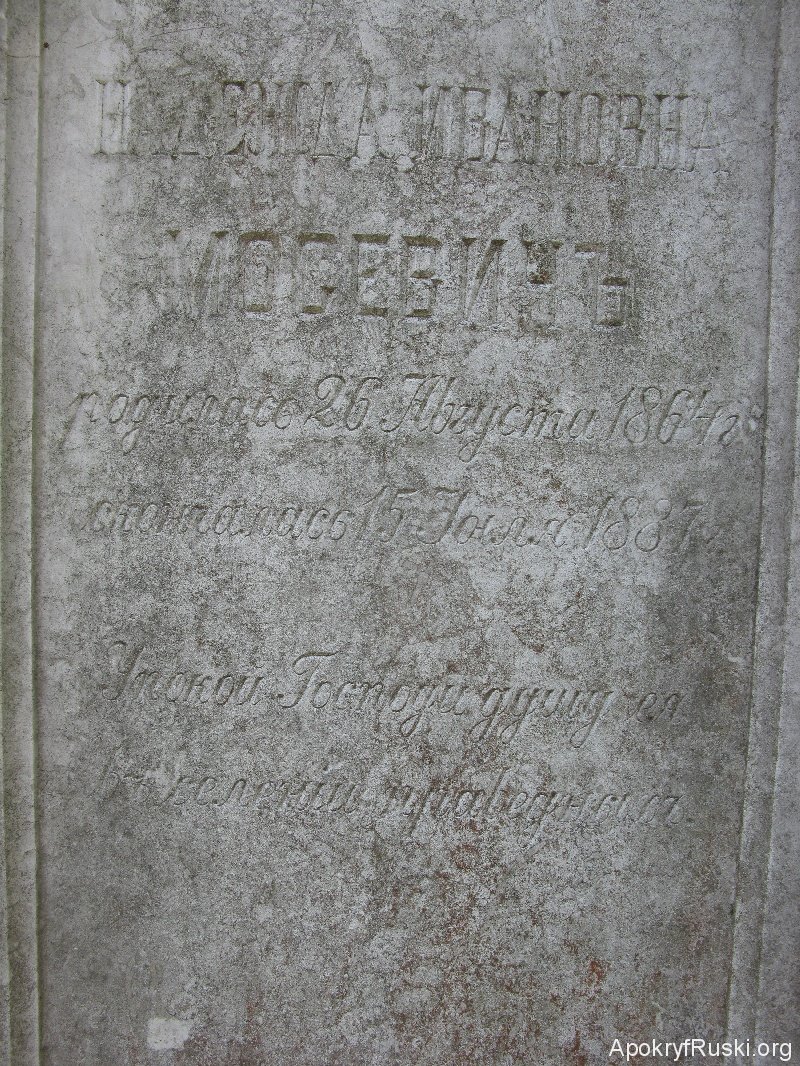 НАДЕЖДА ИВАНОВНА
МОСЕВИЧЪ
родилась 26 Августа 1864 г
скончалась 15 Іюля 1887 г
Упокой Господи душу ея
въ селеніи праведныхъ
ApokryfRuski.org